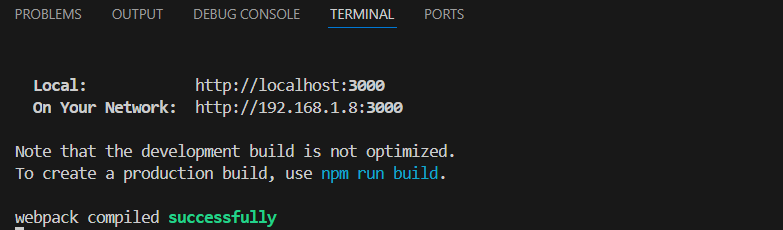 PROBLEMS OUTPUT DEBUG CONSOLE TERMINAL PORTS
Local: http://localhost:3000
On Your Network: http://192.168.1.8:3000
Note that the development build is not optimized.
To create a production build, use npm run build.
webpack compiled successfully